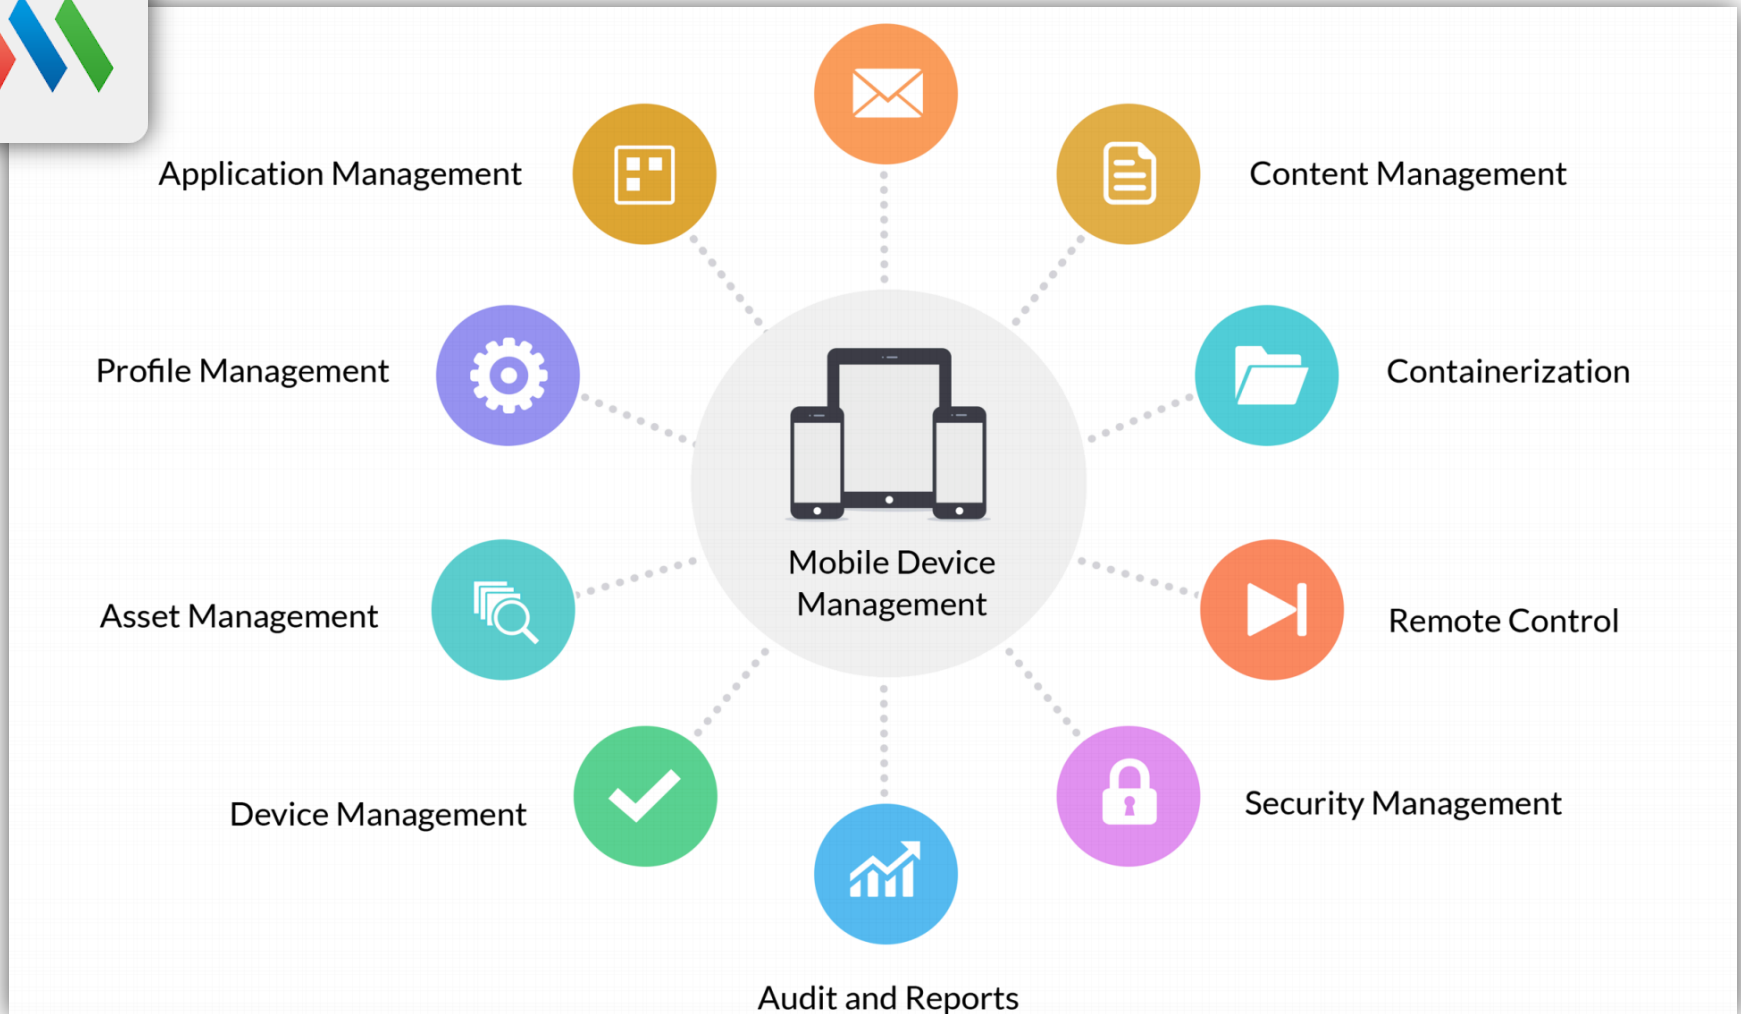 Application Management
Content Management
Profile Management
Containerization
Mobile Device
Management
Asset Management
Remote Control
Device Management
Security Management
Audit and Reports